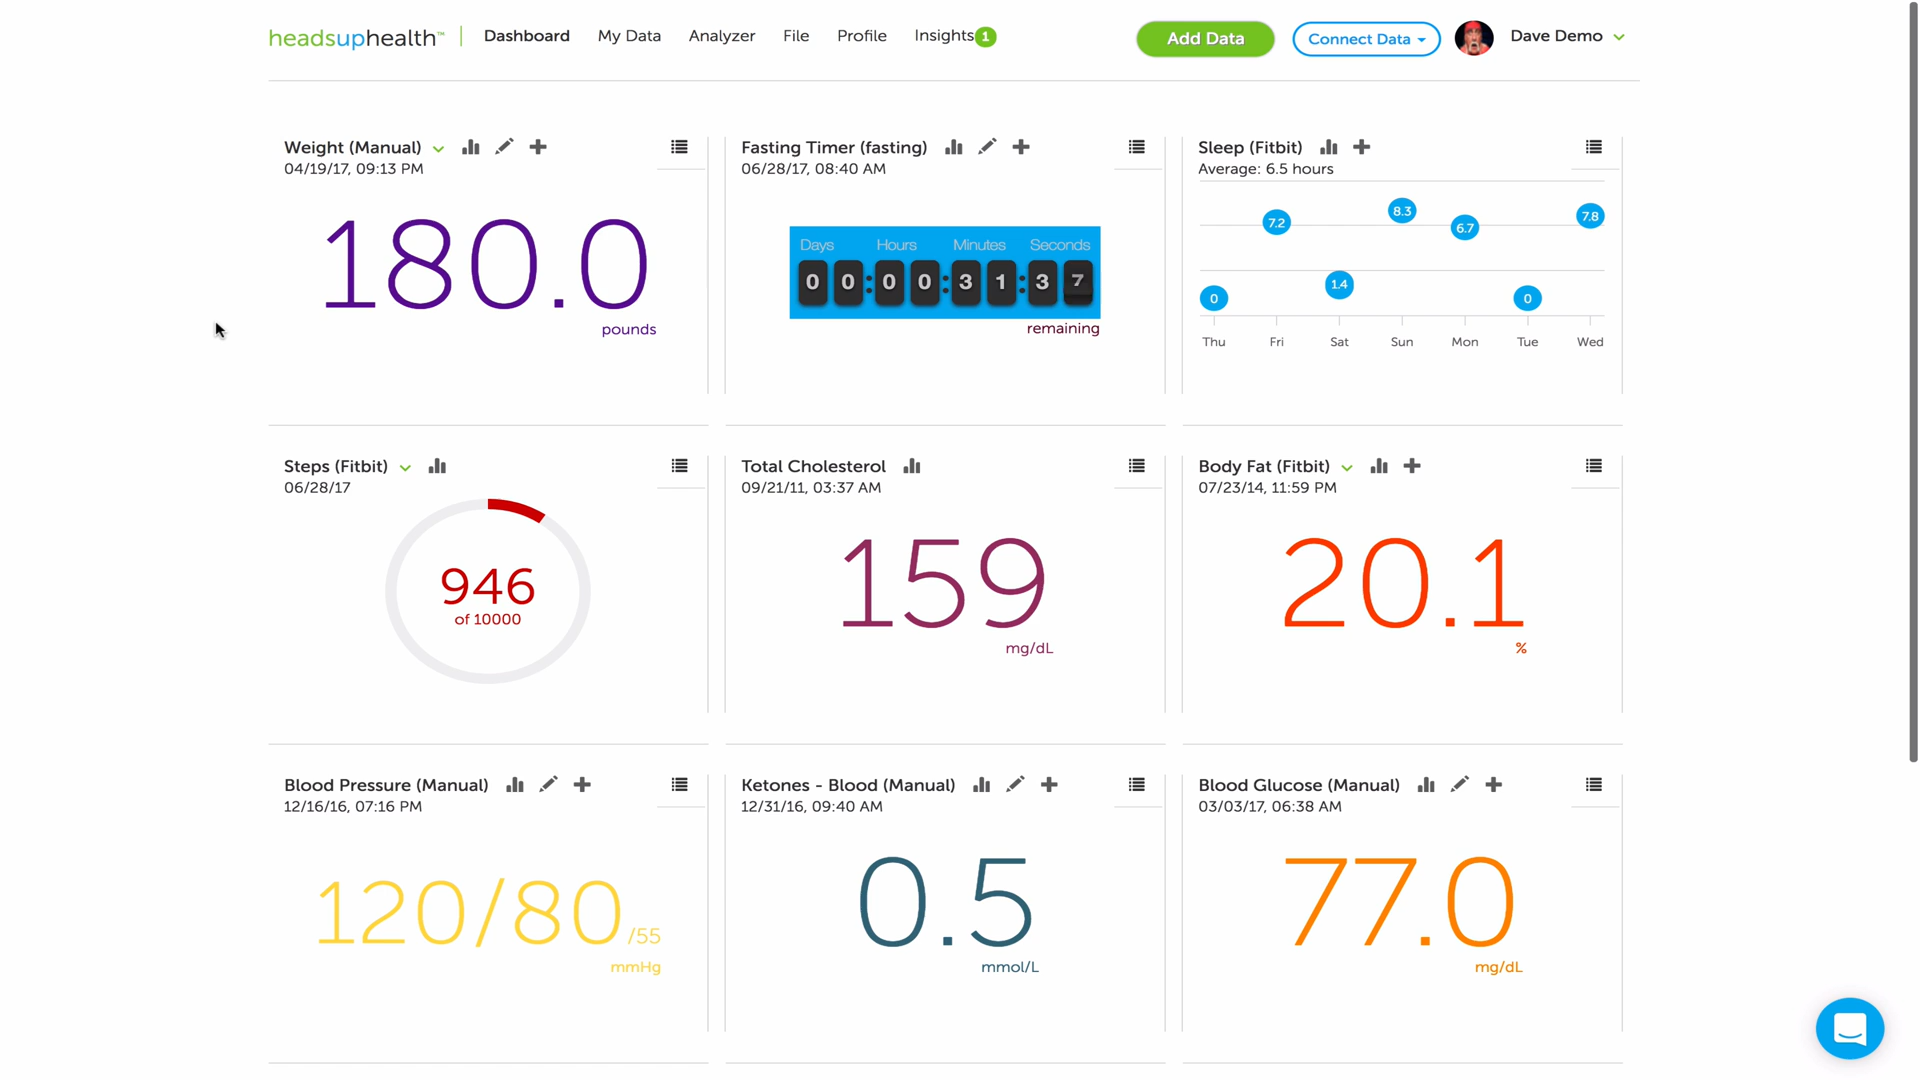 headsuphealth™ Dashboard My Data Analyzer File Profile Insights 1 Add Data Connect Data Dave Demo
Weight (Manual)
04/19/17, 09:13 PM
180.0
pounds
Fasting Timer (fasting)
06/28/17, 08:40 AM
Days Hours Minutes Seconds
0 0 : 0 0 : 3 1 : 3 7
remaining
Sleep (Fitbit)
Average: 6.5 hours
0 7.2 1.4 8.3 6.7 0 7.8
Thu Fri Sat Sun Mon Tue Wed
Steps (Fitbit)
06/28/17
946
of 10000
Total Cholesterol
09/21/11, 03:37 AM
159
mg/dL
Body Fat (Fitbit)
07/23/14, 11:59 PM
20.1
%
Blood Pressure (Manual)
12/16/16, 07:16 PM
120/80/55
mmHg
Ketones - Blood (Manual)
12/31/16, 09:40 AM
0.5
mmol/L
Blood Glucose (Manual)
03/03/17, 06:38 AM
77.0
mg/dL